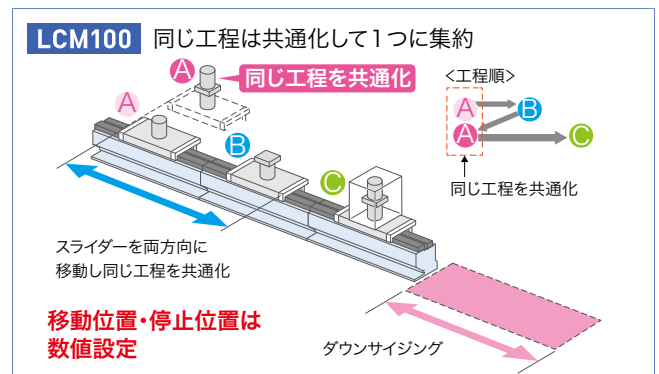 LCM100 同じ工程は共通化して1つに集約
A 同じ工程を共通化
<工程順>
A
A
B
B
A
C
C
同じ工程を共通化
スライダーを両方向に
移動し同じ工程を共通化
移動位置・停止位置は
数値設定
ダウンサイジング